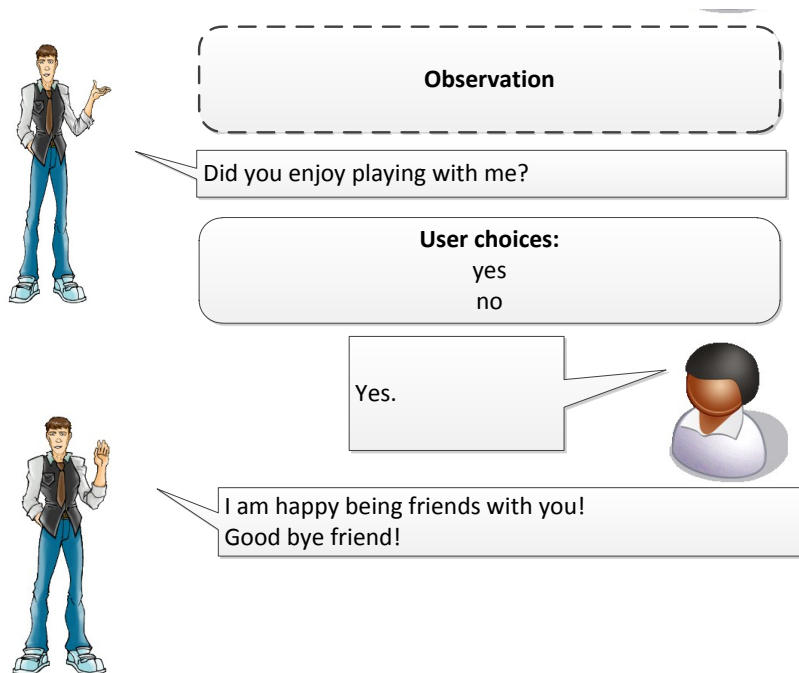 Observation
Did you enjoy playing with me?
User choices:
yes
no
Yes.
I am happy being friends with you!
Good bye friend!